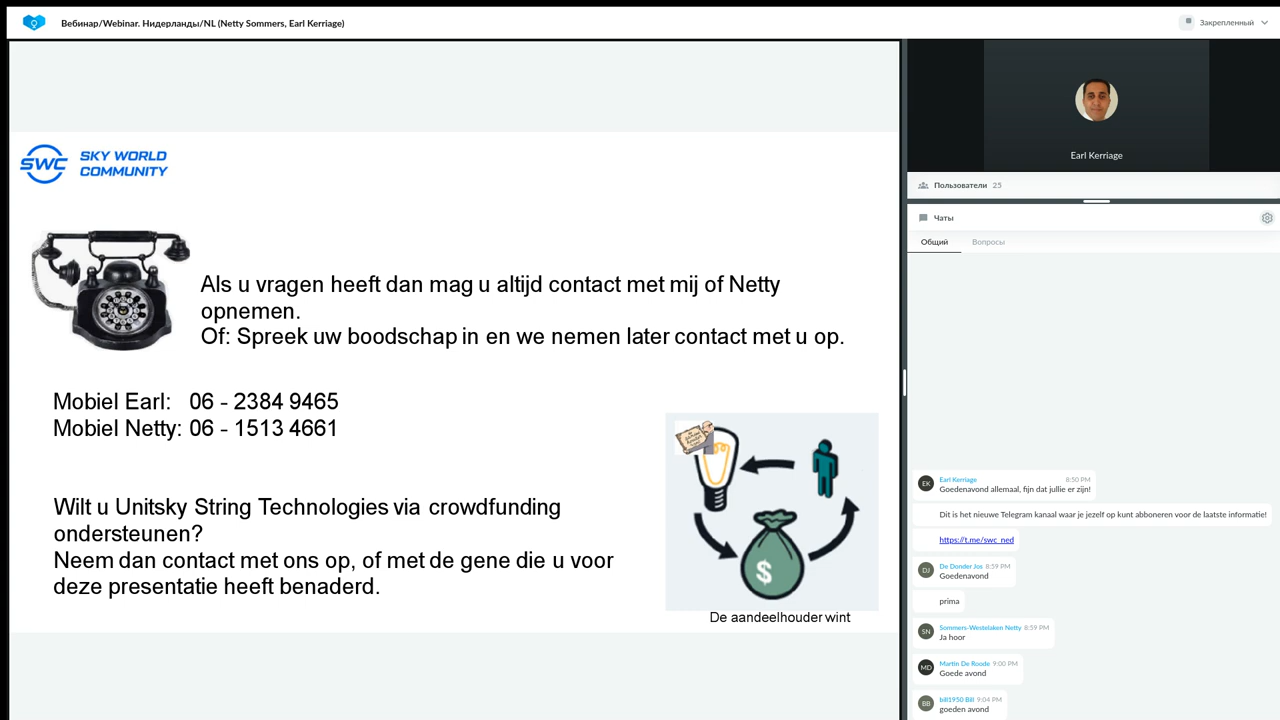 Вебинар/Webinar. Нидерланды/NL (Netty Sommers, Earl Kerriage)
Закрепленный
SWC SKY WORLD
COMMUNITY
Als u vragen heeft dan mag u altijd contact met mij of Netty
opnemen.
Of: Spreek uw boodschap in en we nemen later contact met u op.
Mobiel Earl: 06 - 2384 9465
Mobiel Netty: 06 - 1513 4661
Wilt u Unitsky String Technologies via crowdfunding
ondersteunen?
Neem dan contact met ons op, of met de gene die u voor
deze presentatie heeft benaderd.
$
De aandeelhouder wint
Earl Kerriage
Пользователи 25
Чаты
Общий Вопросы
EK Earl Kerriage 8:50 PM
Goedenavond allemaal, fijn dat jullie er zijn!
Dit is het nieuwe Telegram kanaal waar je jezelf op kunt abboneren voor de laatste informatie!
https://t.me/swc_ned
DJ De Donder Jos 8:59 PM
Goedenavond
prima
SN Sommers-Westelaken Netty 8:59 PM
Ja hoor
MD Martin De Roode 9:00 PM
Goede avond
BB bill1950 Bill 9:04 PM
goeden avond